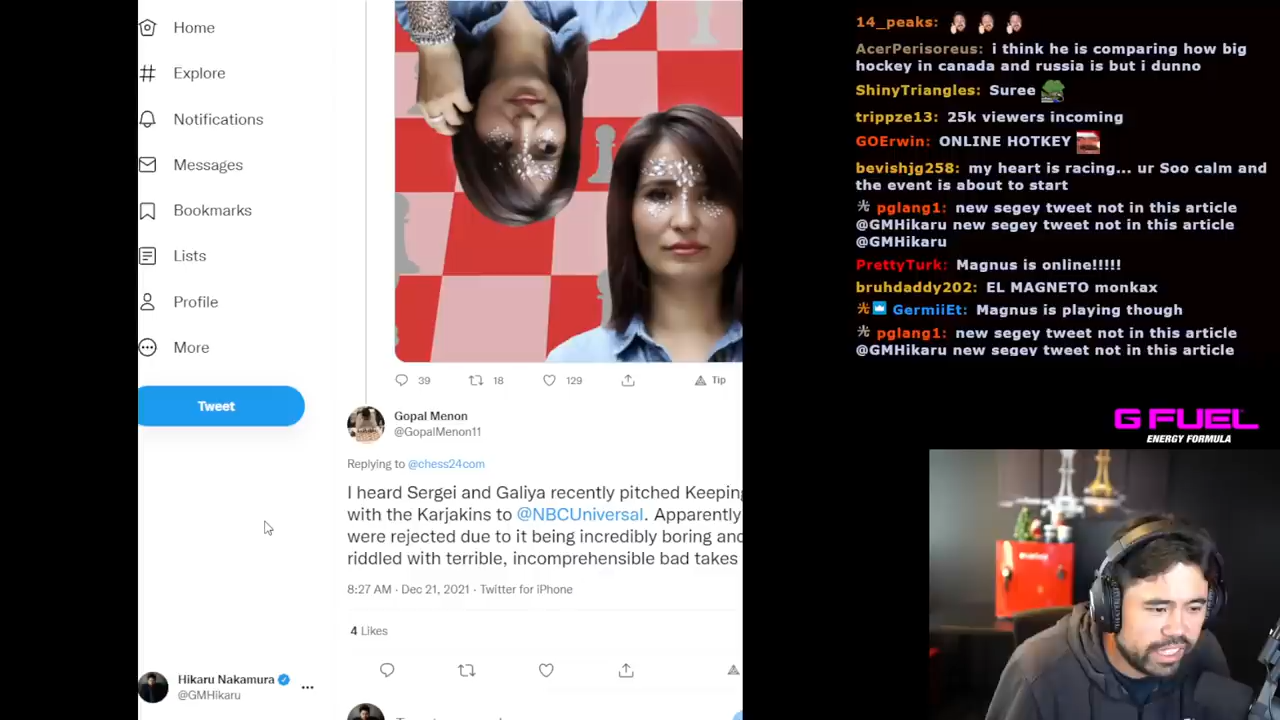 Home
Explore
Notifications
Messages
Bookmarks
Lists
Profile
More
Tweet
Hikaru Nakamura
@GMHikaru
39
18
129
Tip
Gopal Menon
@GopalMenon11
Replying to @chess24com
I heard Sergei and Galiya recently pitched Keeping
with the Karjakins to @NBCUniversal. Apparently
were rejected due to it being incredibly boring and
riddled with terrible, incomprehensible bad takes
8:27 AM · Dec 21, 2021 · Twitter for iPhone
4 Likes
14_peaks:
AcerPerisoreus: i think he is comparing how big
hockey in canada and russia is but i dunno
ShinyTriangles: Suree
trippze13: 25k viewers incoming
GOErwin: ONLINE HOTKEY
bevishjg258: my heart is racing... ur Soo calm and
the event is about to start
pglang1: new segey tweet not in this article
@GMHikaru new segey tweet not in this article
@GMHikaru
PrettyTurk: Magnus is online!!!!!
bruhdaddy202: EL MAGNETO monkax
GermiiEt: Magnus is playing though
pglang1: new segey tweet not in this article
@GMHikaru new segey tweet not in this article
G FUEL
ENERGY FORMULA